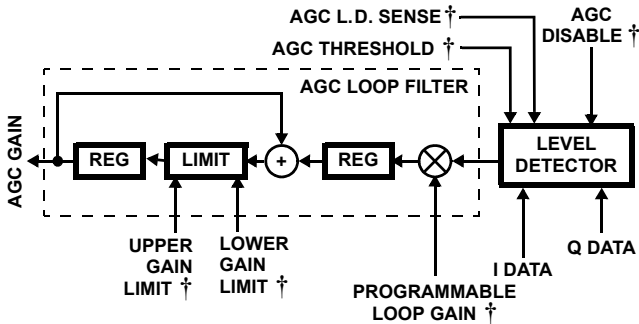 AGC L.D. SENSE †
AGC THRESHOLD †
AGC
DISABLE †
AGC LOOP FILTER
AGC GAIN
REG
LIMIT
+
REG
LEVEL
DETECTOR
UPPER
GAIN
LIMIT †
LOWER
GAIN
LIMIT †
PROGRAMMABLE
LOOP GAIN †
I DATA
Q DATA